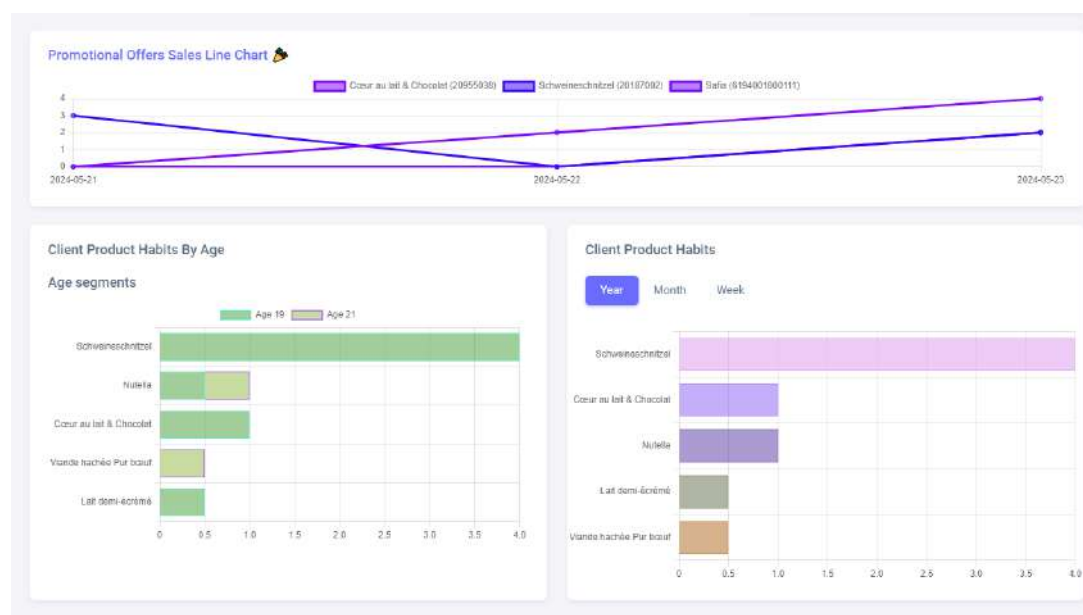 Promotional Offers Sales Line Chart 🎉
Cœur au lait & Chocolat (20955038) Schweineschnitzel (20187092) Safia (6194001800111)
4
3
2
1
0
2024-05-21 2024-05-22 2024-05-23
Client Product Habits By Age
Age segments
Age 19 Age 21
Schweineschnitzel
Nutella
Cœur au lait & Chocolat
Viande hachée Pur bœuf
Lait demi-écrémé
0 0.5 1.0 1.5 2.0 2.5 3.0 3.5 4.0
Client Product Habits
Year Month Week
Schweineschnitzel
Cœur au lait & Chocolat
Nutella
Lait demi-écrémé
Viande hachée Pur bœuf
0 0.5 1.0 1.5 2.0 2.5 3.0 3.5 4.0